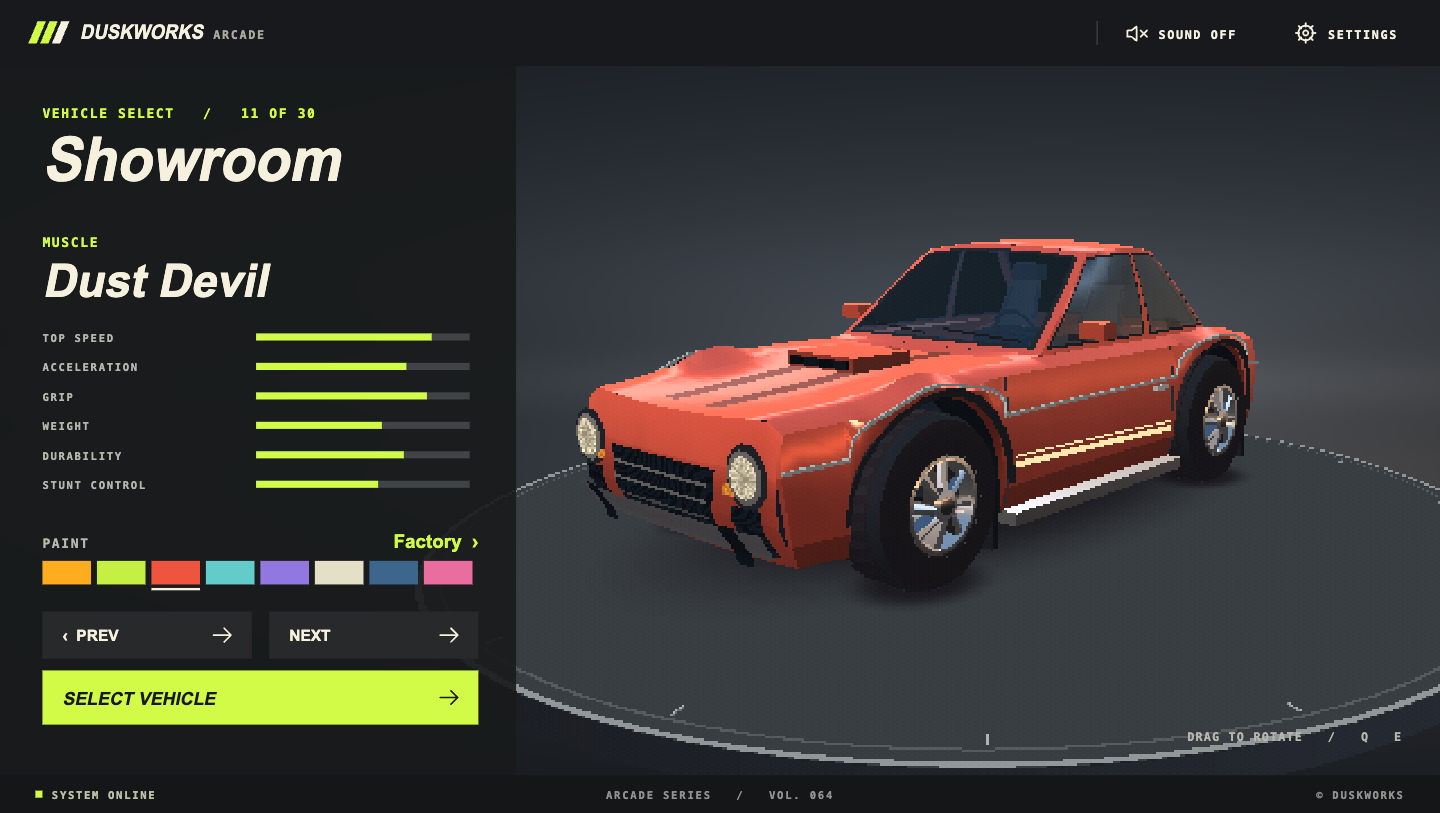 DUSKWORKS ARCADE
SOUND OFF
SETTINGS
VEHICLE SELECT / 11 OF 30
Showroom
MUSCLE
Dust Devil
TOP SPEED
ACCELERATION
GRIP
WEIGHT
DURABILITY
STUNT CONTROL
PAINT
Factory ›
‹ PREV →
NEXT →
SELECT VEHICLE →
DRAG TO ROTATE / Q E
SYSTEM ONLINE
ARCADE SERIES / VOL. 064
© DUSKWORKS